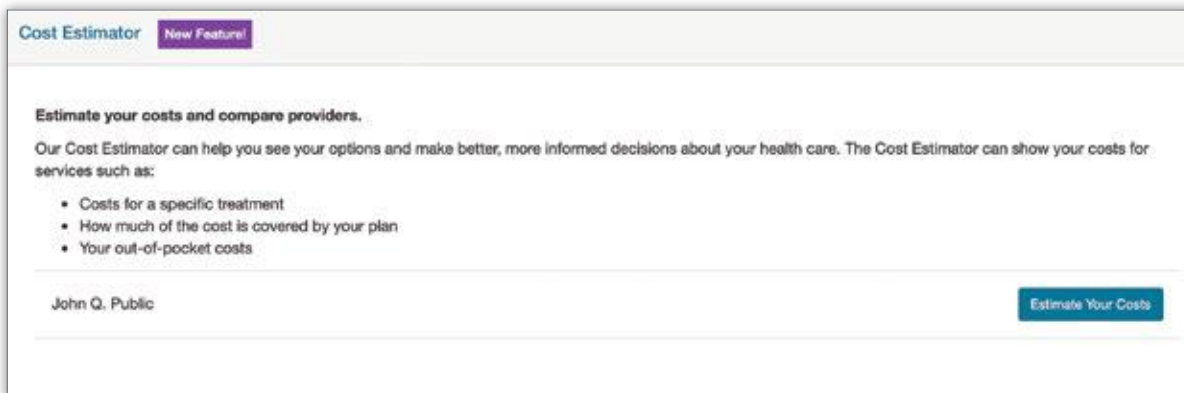 Cost Estimator New Feature!
Estimate your costs and compare providers.
Our Cost Estimator can help you see your options and make better, more informed decisions about your health care. The Cost Estimator can show your costs for
services such as:
• Costs for a specific treatment
• How much of the cost is covered by your plan
• Your out-of-pocket costs
John Q. Public Estimate Your Costs